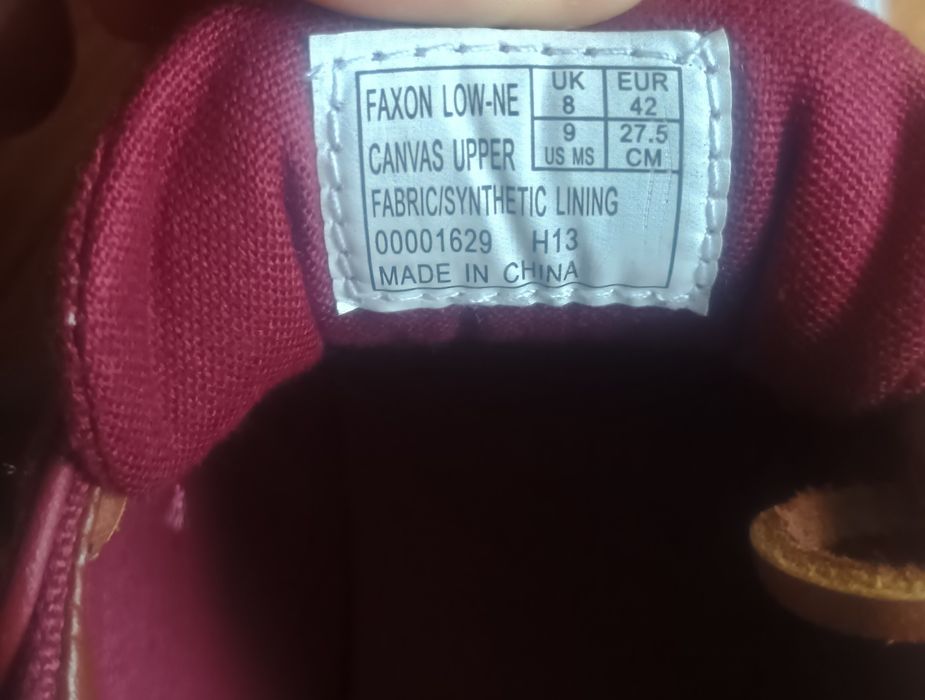 FAXON LOW-NE
CANVAS UPPER
UK EUR
8 42
9 27.5
US MS CM
FABRIC/SYNTHETIC LINING
00001629 H13
MADE IN CHINA